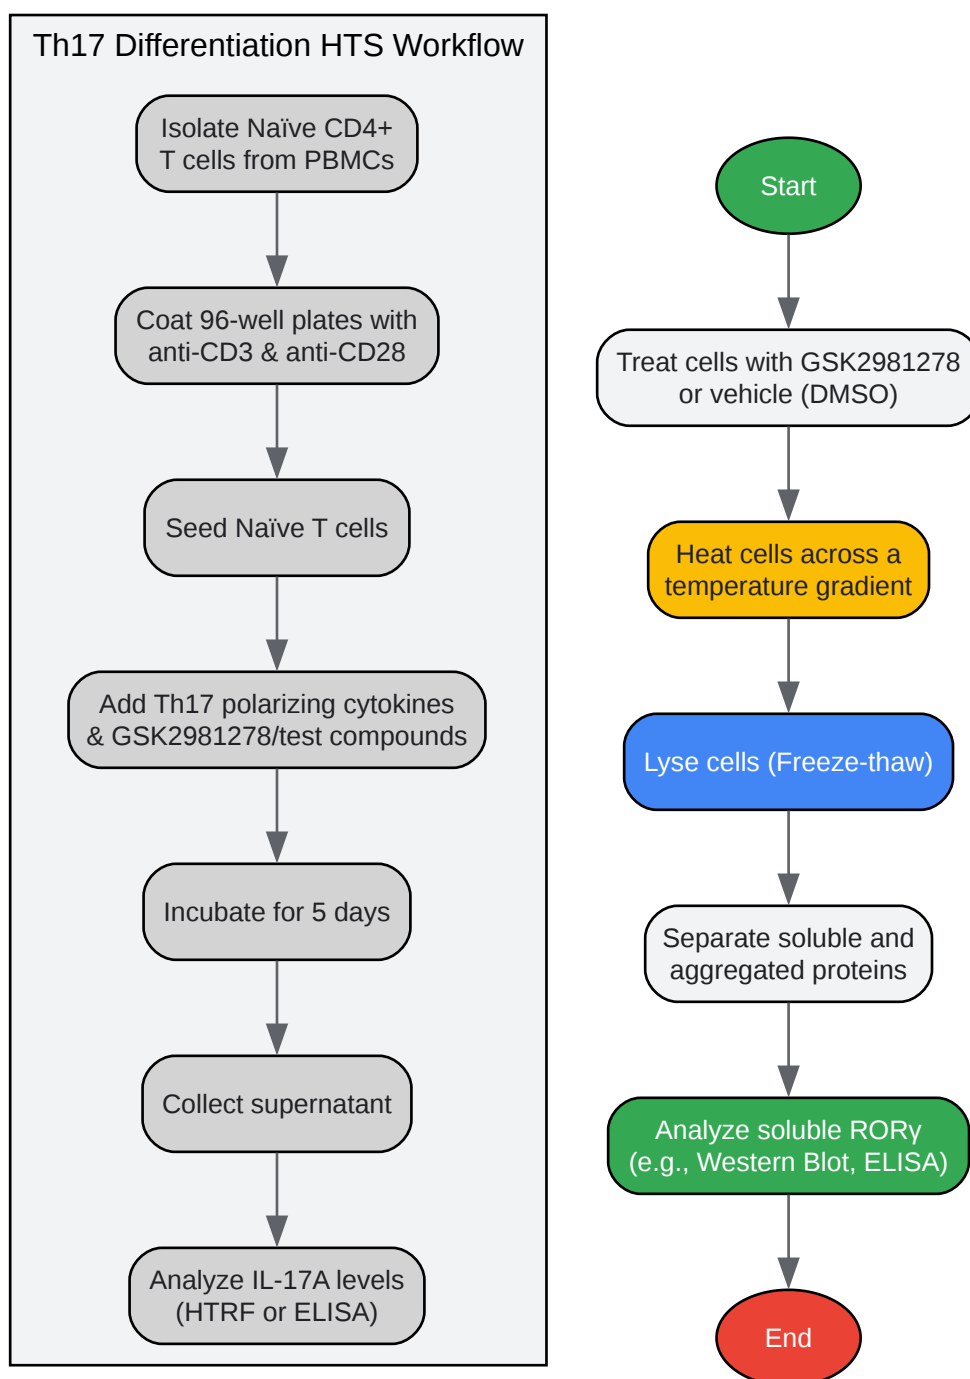 Th17 Differentiation HTS Workflow
Isolate Naïve CD4+
T cells from PBMCs
Coat 96-well plates with
anti-CD3 & anti-CD28
Seed Naïve T cells
Add Th17 polarizing cytokines
& GSK2981278/test compounds
Incubate for 5 days
Collect supernatant
Analyze IL-17A levels
(HTRF or ELISA)
Start
Treat cells with GSK2981278
or vehicle (DMSO)
Heat cells across a
temperature gradient
Lyse cells (Freeze-thaw)
Separate soluble and
aggregated proteins
Analyze soluble RORγ
(e.g., Western Blot, ELISA)
End